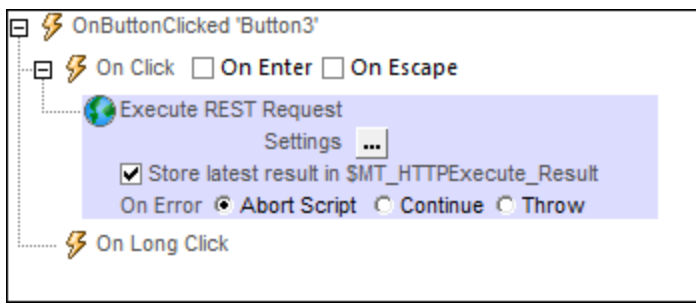 OnButtonClicked 'Button3'
On Click On Enter On Escape
Execute REST Request
Settings ...
Store latest result in $MT_HTTPExecute_Result
On Error Abort Script Continue Throw
On Long Click